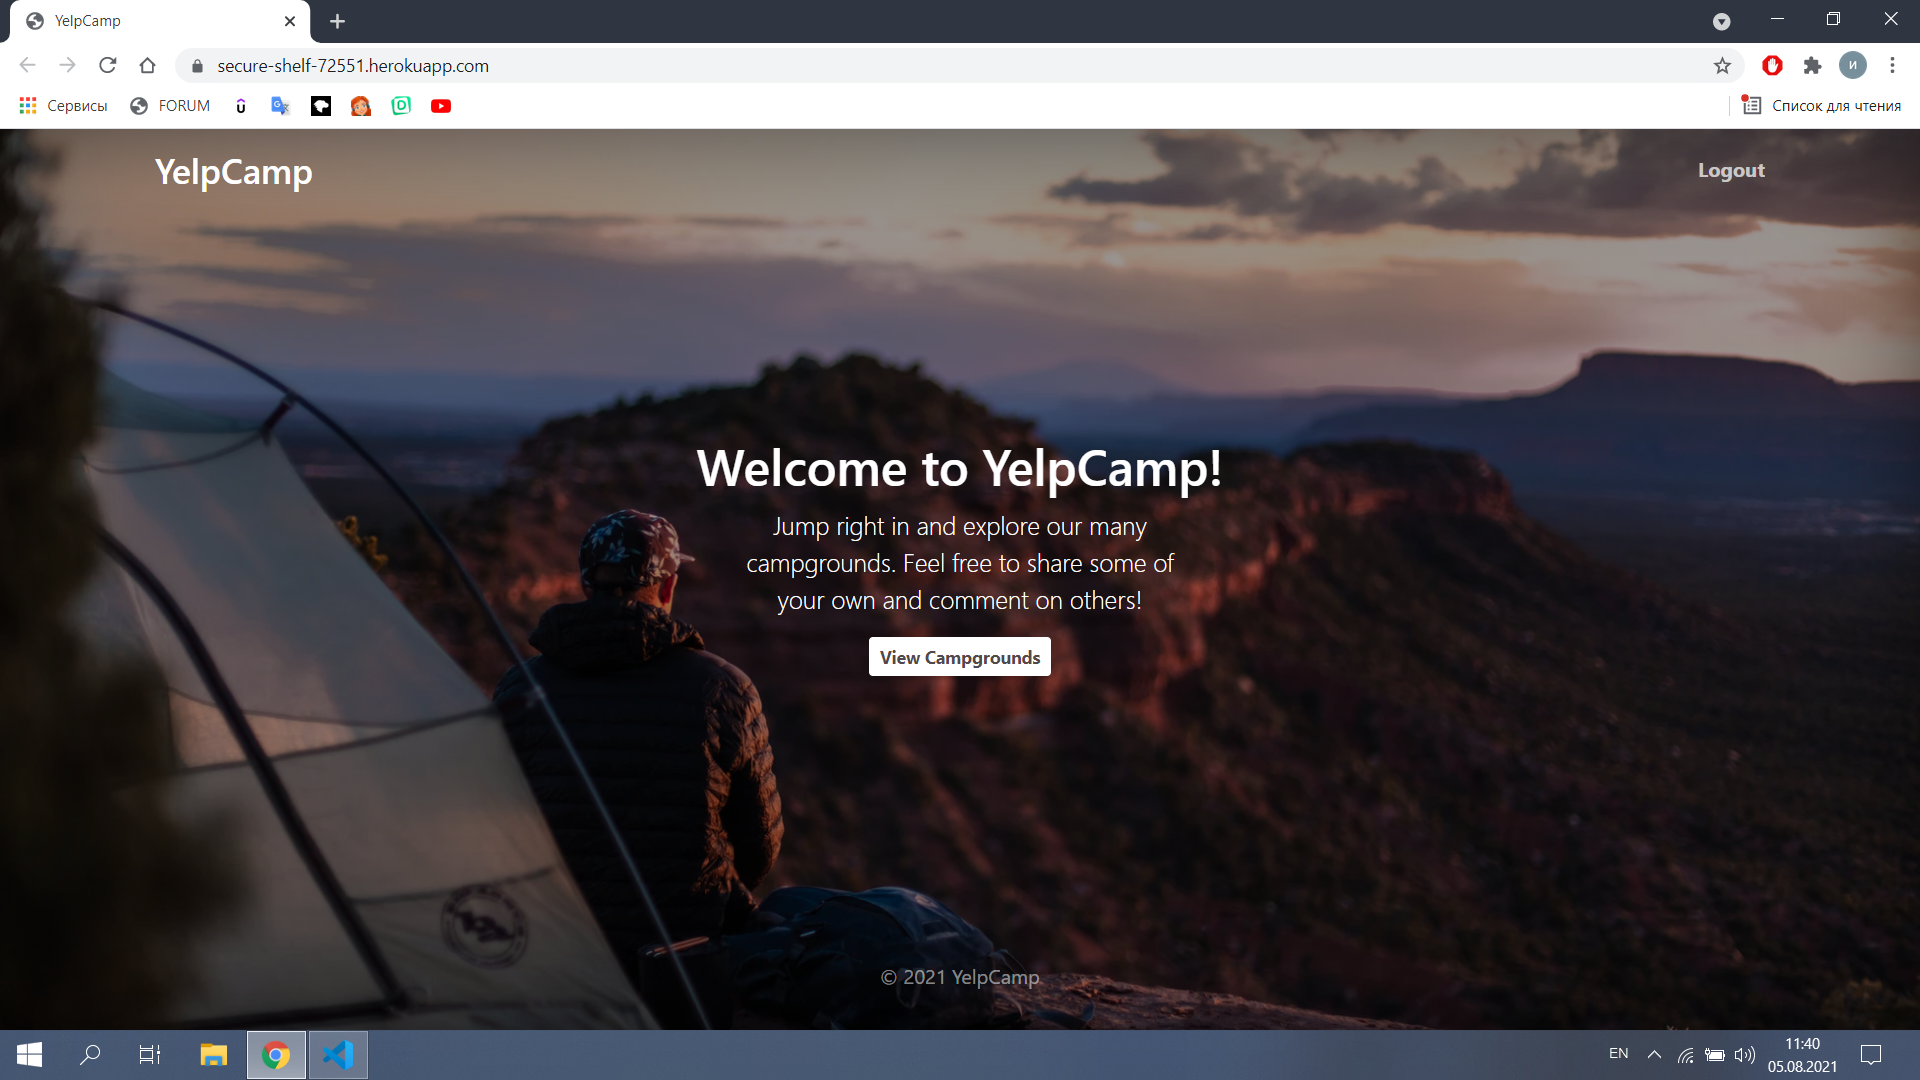 YelpCamp
secure-shelf-72551.herokuapp.com
И
Сервисы
FORUM
Список для чтения
YelpCamp
Logout
Welcome to YelpCamp!
Jump right in and explore our many
campgrounds. Feel free to share some of
your own and comment on others!
View Campgrounds
© 2021 YelpCamp
EN
11:40
05.08.2021